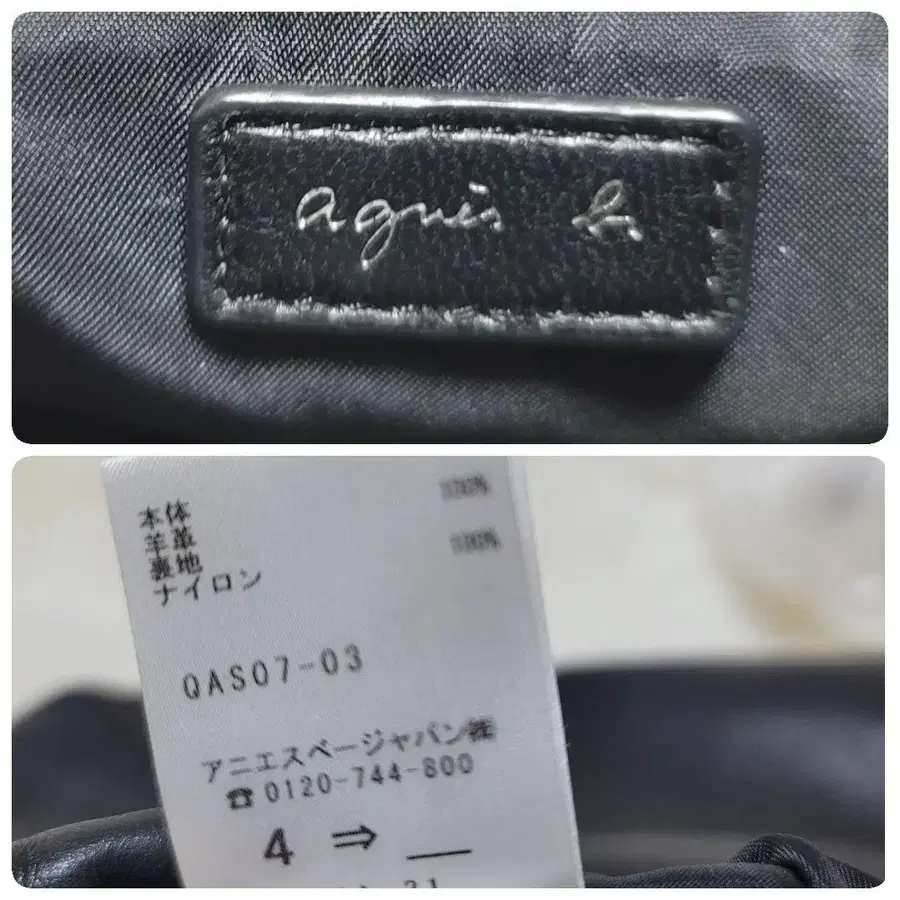 agnès b.
本体
羊革 100%
裏地
ナイロン 100%
QAS07-03
アニエスベージャパン㈱
☎0120-744-800
4 ⇒ __